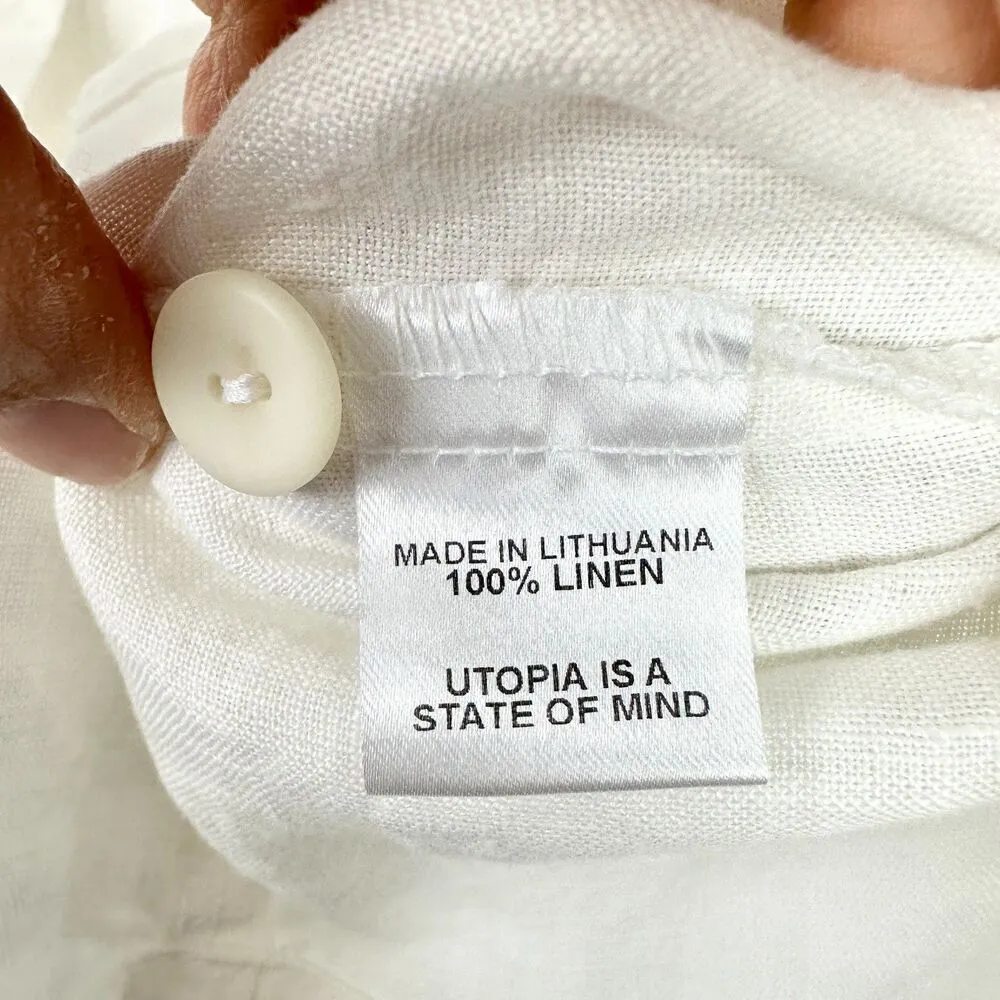 MADE IN LITHUANIA
100% LINEN
UTOPIA IS A
STATE OF MIND